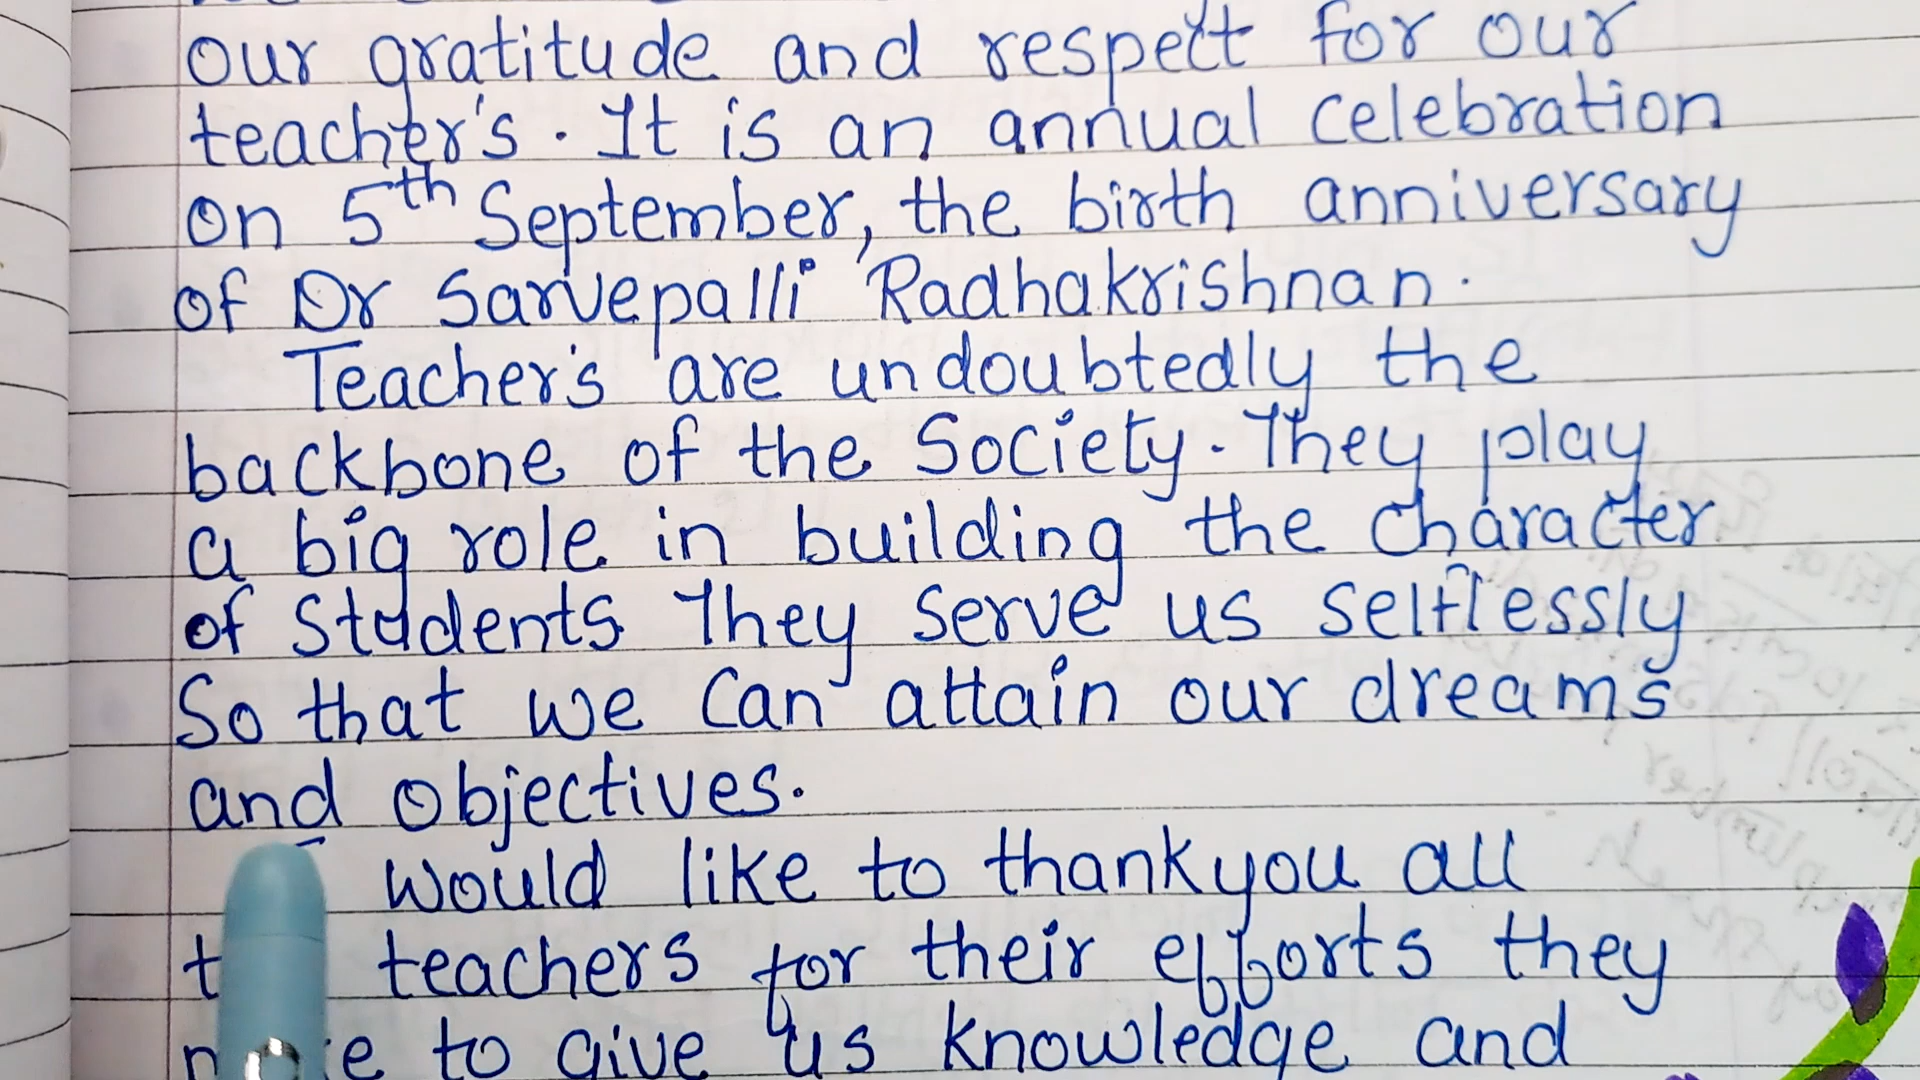 our gratitude and respect for our
teacher's. It is an annual celebration
on 5th September, the birth anniversary
of Dr Sarvepalli Radhakrishnan.
Teacher's are undoubtedly the
backbone of the Society. They play
a big role in building the character
of Students They serve us selflessly
So that we Can attain our dreams
and objectives.
would like to thankyou all
teachers for their efforts they
to give us knowledge and